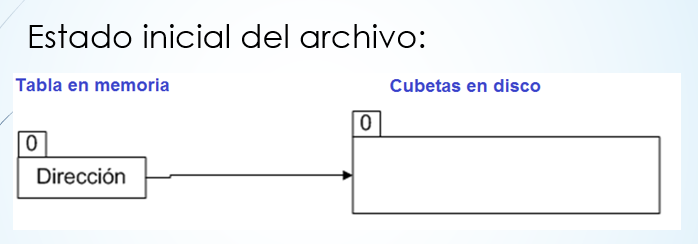 Estado inicial del archivo:
Tabla en memoria
Cubetas en disco
0
0
Dirección